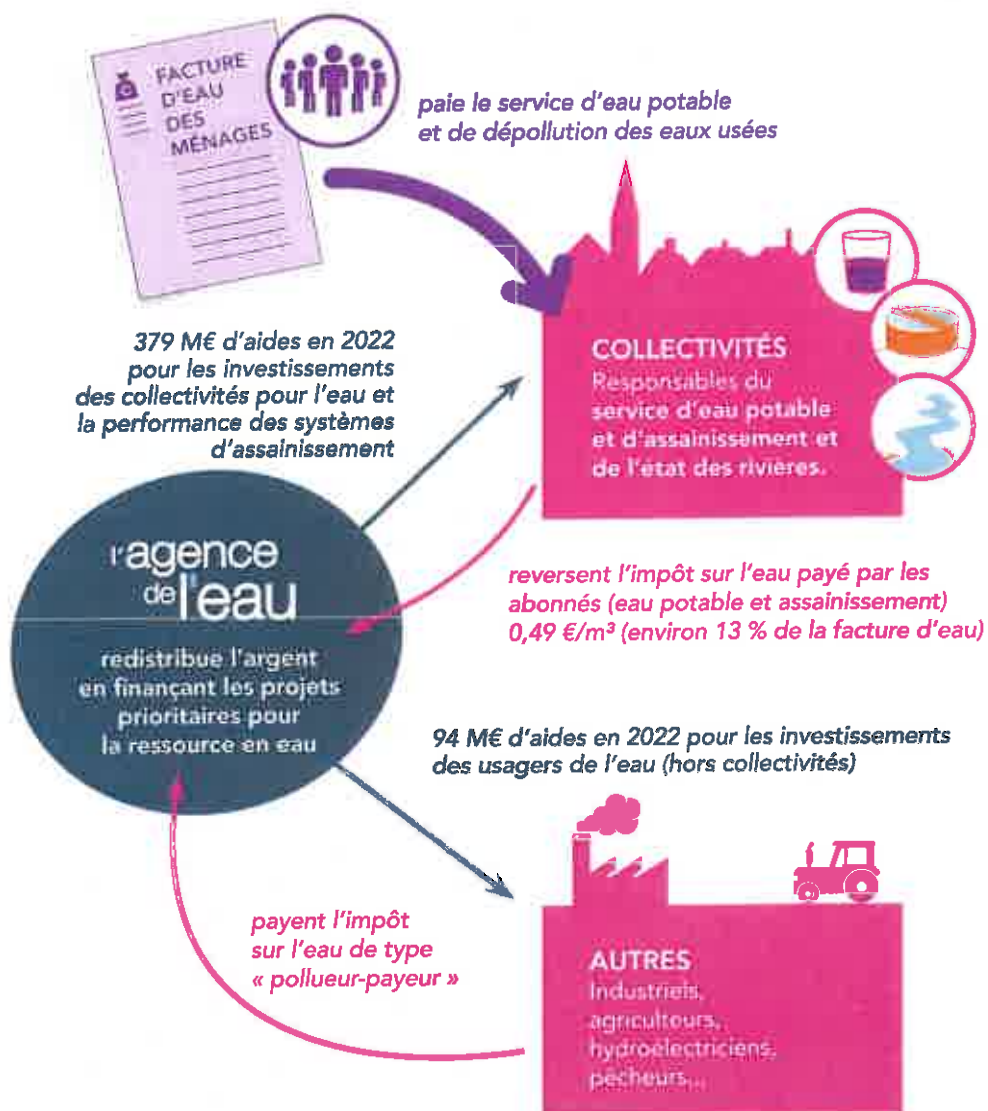 FACTURE
D'EAU
DES
MÉNAGES
paie le service d'eau potable
et de dépollution des eaux usées
379 M€ d'aides en 2022
pour les investissements
des collectivités pour l'eau et
la performance des systèmes
d'assainissement
COLLECTIVITÉS
Responsables du
service d'eau potable
et d'assainissement et
de l'état des rivières.
l'agence
de l'eau
redistribue l'argent
en finançant les projets
prioritaires pour
la ressource en eau
reversent l'impôt sur l'eau payé par les
abonnés (eau potable et assainissement)
0,49 €/m³ (environ 13 % de la facture d'eau)
94 M€ d'aides en 2022 pour les investissements
des usagers de l'eau (hors collectivités)
payent l'impôt
sur l'eau de type
« pollueur-payeur »
AUTRES
Industriels,
agriculteurs,
hydroélectriciens,
pêcheurs...